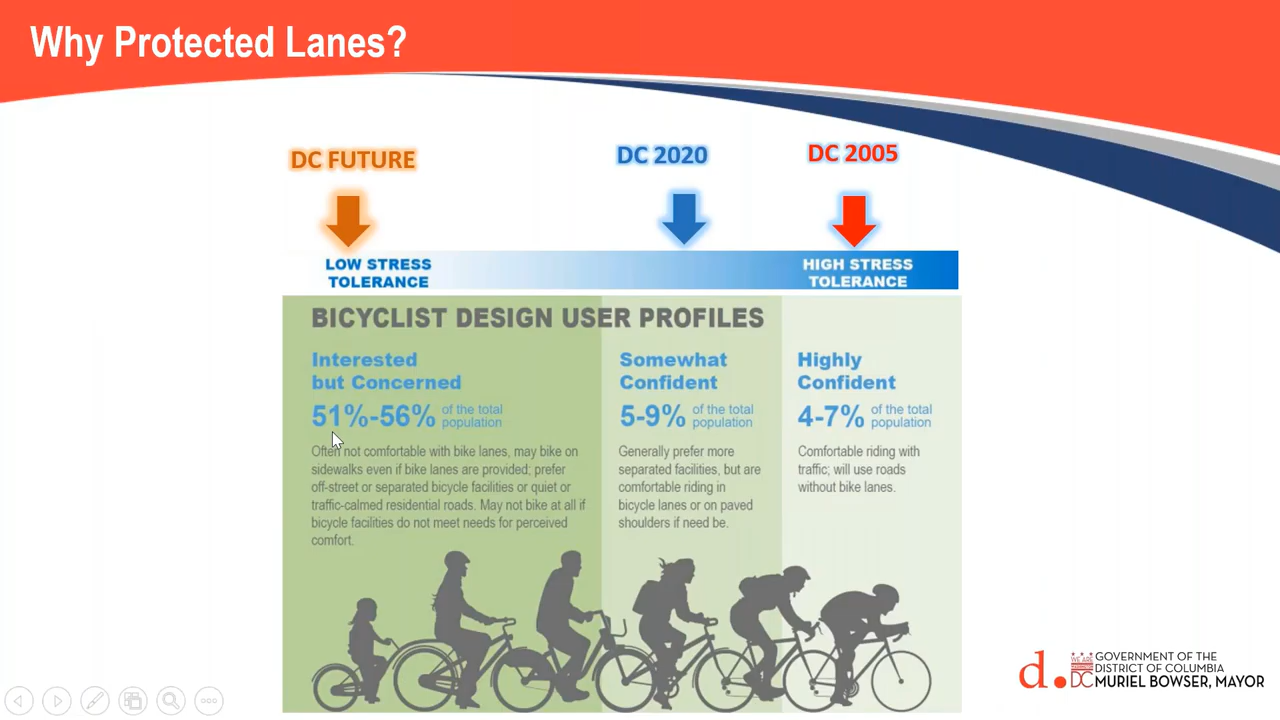 Why Protected Lanes?
DC FUTURE
DC 2020
DC 2005
LOW STRESS
TOLERANCE
HIGH STRESS
TOLERANCE
BICYCLIST DESIGN USER PROFILES
Interested
but Concerned
51%-56% of the total
population
Often not comfortable with bike lanes, may bike on
sidewalks even if bike lanes are provided; prefer
off-street or separated bicycle facilities or quiet or
traffic-calmed residential roads. May not bike at all if
bicycle facilities do not meet needs for perceived
comfort.
Somewhat
Confident
5-9% of the total
population
Generally prefer more
separated facilities, but are
comfortable riding in
bicycle lanes or on paved
shoulders if need be.
Highly
Confident
4-7% of the total
population
Comfortable riding with
traffic; will use roads
without bike lanes.
d.
WE ARE
WASHINGTON
DC
GOVERNMENT OF THE
DISTRICT OF COLUMBIA
MURIEL BOWSER, MAYOR